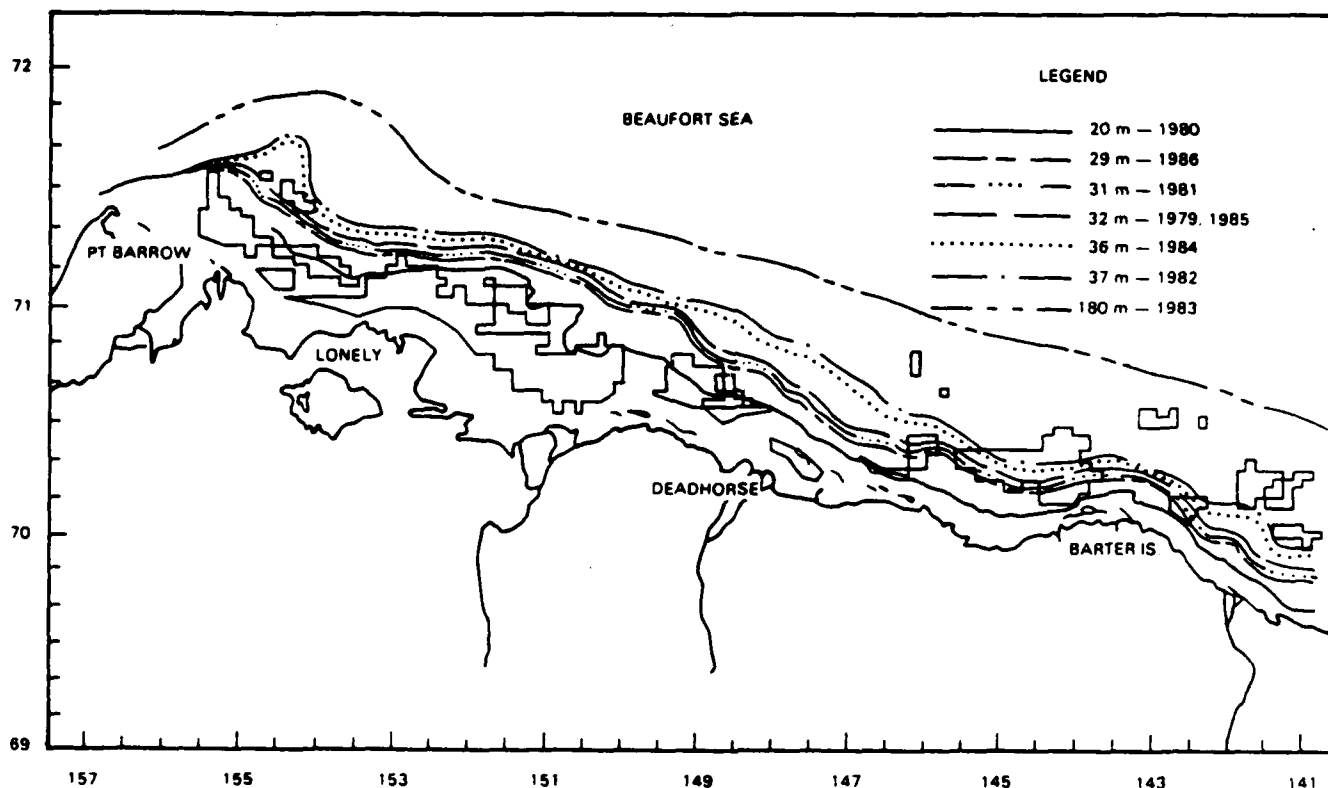 72
LEGEND
BEAUFORT SEA
20 m — 1980
29 m — 1986
31 m — 1981
32 m — 1979, 1985
36 m — 1984
37 m — 1982
180 m — 1983
PT BARROW
71
LONELY
DEADHORSE
70
BARTER IS
69
157 155 153 151 149 147 145 143 141